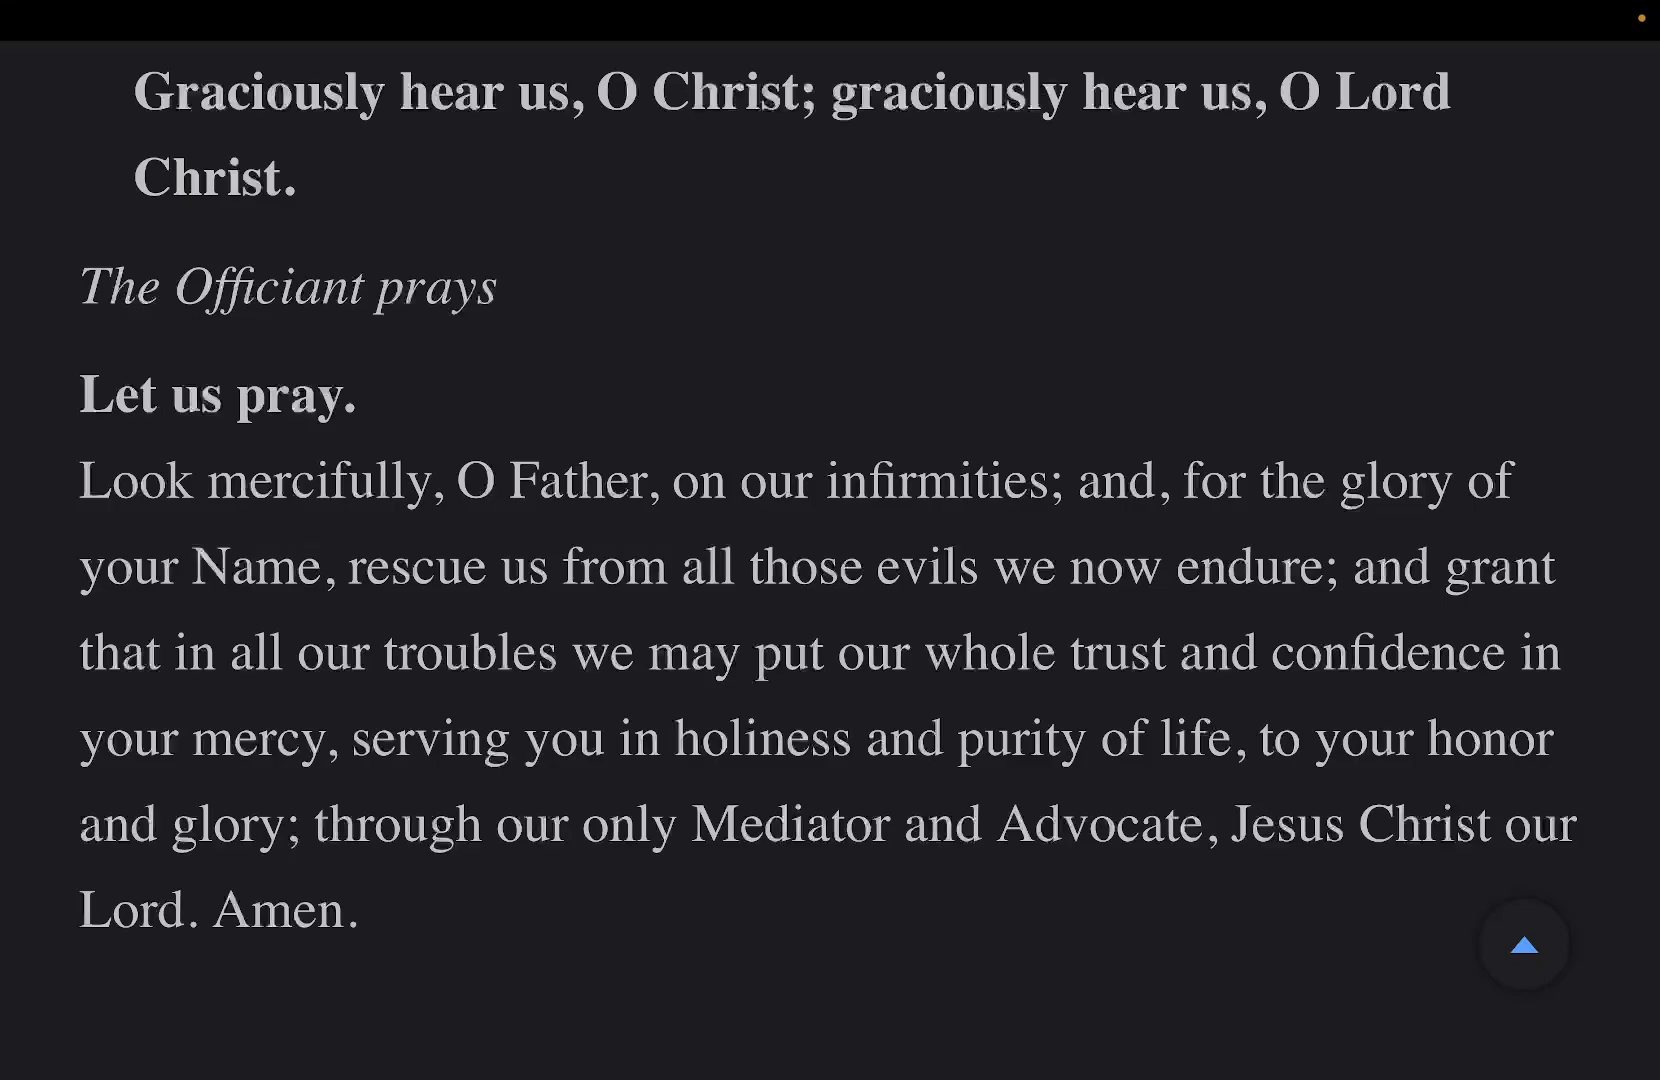 Graciously hear us, O Christ; graciously hear us, O Lord
Christ.
The Officiant prays
Let us pray.
Look mercifully, O Father, on our infirmities; and, for the glory of
your Name, rescue us from all those evils we now endure; and grant
that in all our troubles we may put our whole trust and confidence in
your mercy, serving you in holiness and purity of life, to your honor
and glory; through our only Mediator and Advocate, Jesus Christ our
Lord. Amen.